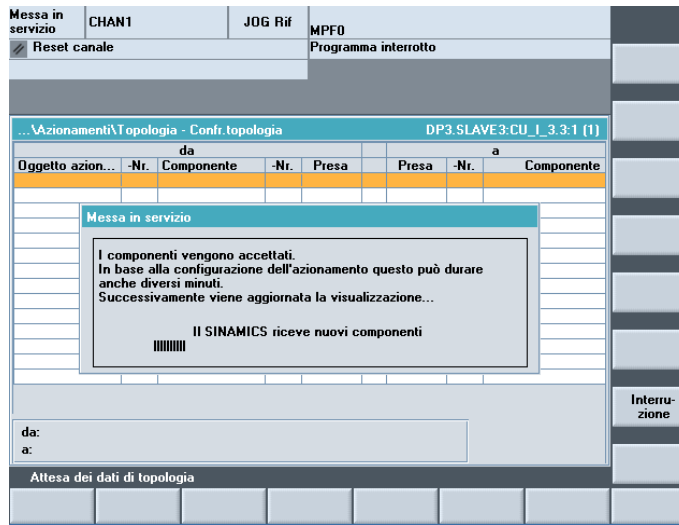 Messa in
servizio
CHAN1
JOG Rif
MPF0
Reset canale
Programma interrotto
...\Azionamenti\Topologia - Confr.topologia
DP3.SLAVE3:CU_I_3.3:1 (1)
da
a
Oggetto azion... -Nr. Componente -Nr. Presa Presa -Nr. Componente
Messa in servizio
I componenti vengono accettati.
In base alla configurazione dell'azionamento questo può durare
anche diversi minuti.
Successivamente viene aggiornata la visualizzazione...
Il SINAMICS riceve nuovi componenti
Interru-
zione
da:
a:
Attesa dei dati di topologia